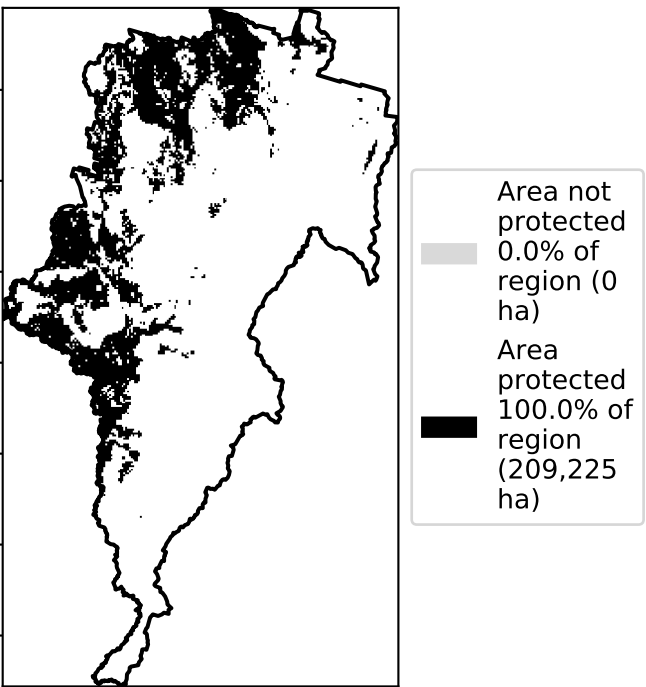 Area not
protected
0.0% of
region (0
ha)
Area
protected
100.0% of
region
(209,225
ha)